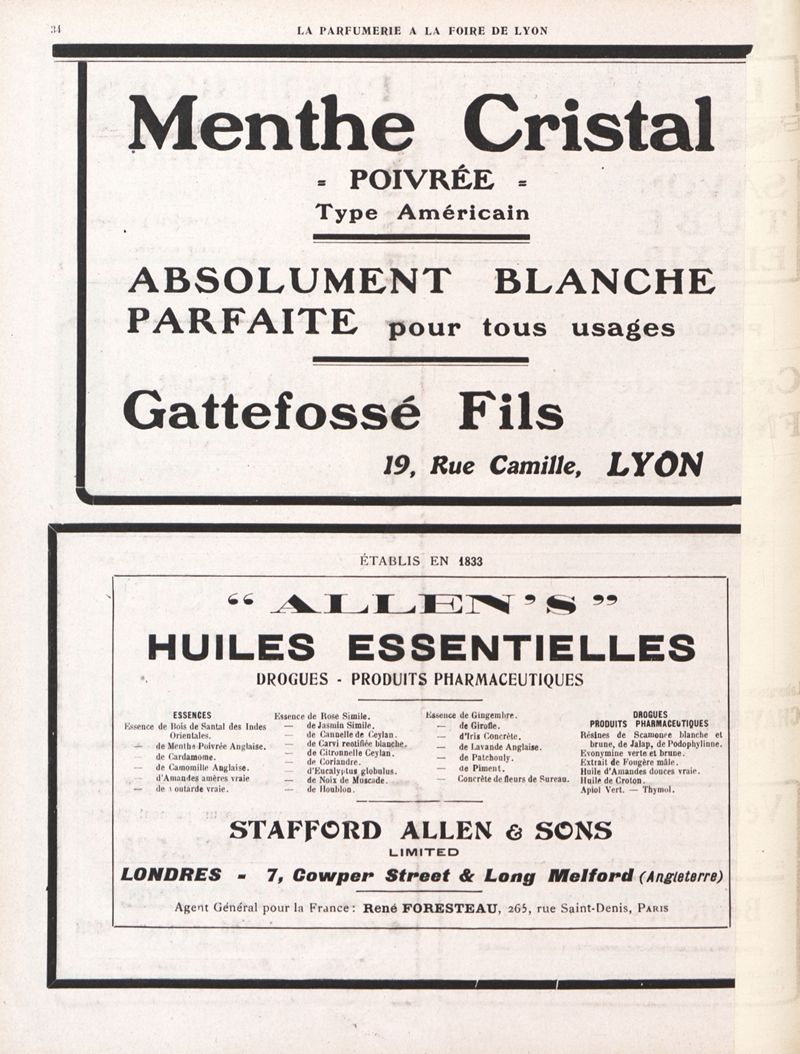 34
LA PARFUMERIE A LA FOIRE DE LYON
Menthe Cristal
= POIVRÉE =
Type Américain
ABSOLUMENT BLANCHE
PARFAITE pour tous usages
Gattefossé Fils
19, Rue Camille, LYON
ÉTABLIS EN 1833
“ ALLEN'S ”
HUILES ESSENTIELLES
DROGUES - PRODUITS PHARMACEUTIQUES
ESSENCES
Essence de Bois de Santal des Indes
Orientales.
— de Menthe Poivrée Anglaise.
— de Cardamome.
— de Camomille Anglaise.
— d'Amandes amères vraie
— de Moutarde vraie.
Essence de Rose Simile.
— de Jasmin Simile.
— de Cannelle de Ceylan.
— de Carvi rectifiée blanche.
— de Citronnelle Ceylan.
— de Coriandre.
— d'Eucalyptus globulus.
— de Noix de Muscade.
— de Houblon.
Essence de Gingembre.
— de Girofle.
— d'Iris Concrète.
— de Lavande Anglaise.
— de Patchouly.
— de Piment.
— Concrète de fleurs de Sureau.
DROGUES
PRODUITS PHARMACEUTIQUES
Résines de Scamonée blanche et
brune, de Jalap, de Podophylinne.
Evonymine verte et brune.
Extrait de Fougère mâle.
Huile d'Amandes douces vraie.
Huile de Croton.
Apiol Vert. — Thymol.
STAFFORD ALLEN & SONS
LIMITED
LONDRES - 7, Cowper Street & Long Melford (Angleterre)
Agent Général pour la France : René FORESTEAU, 265, rue Saint-Denis, PARIS